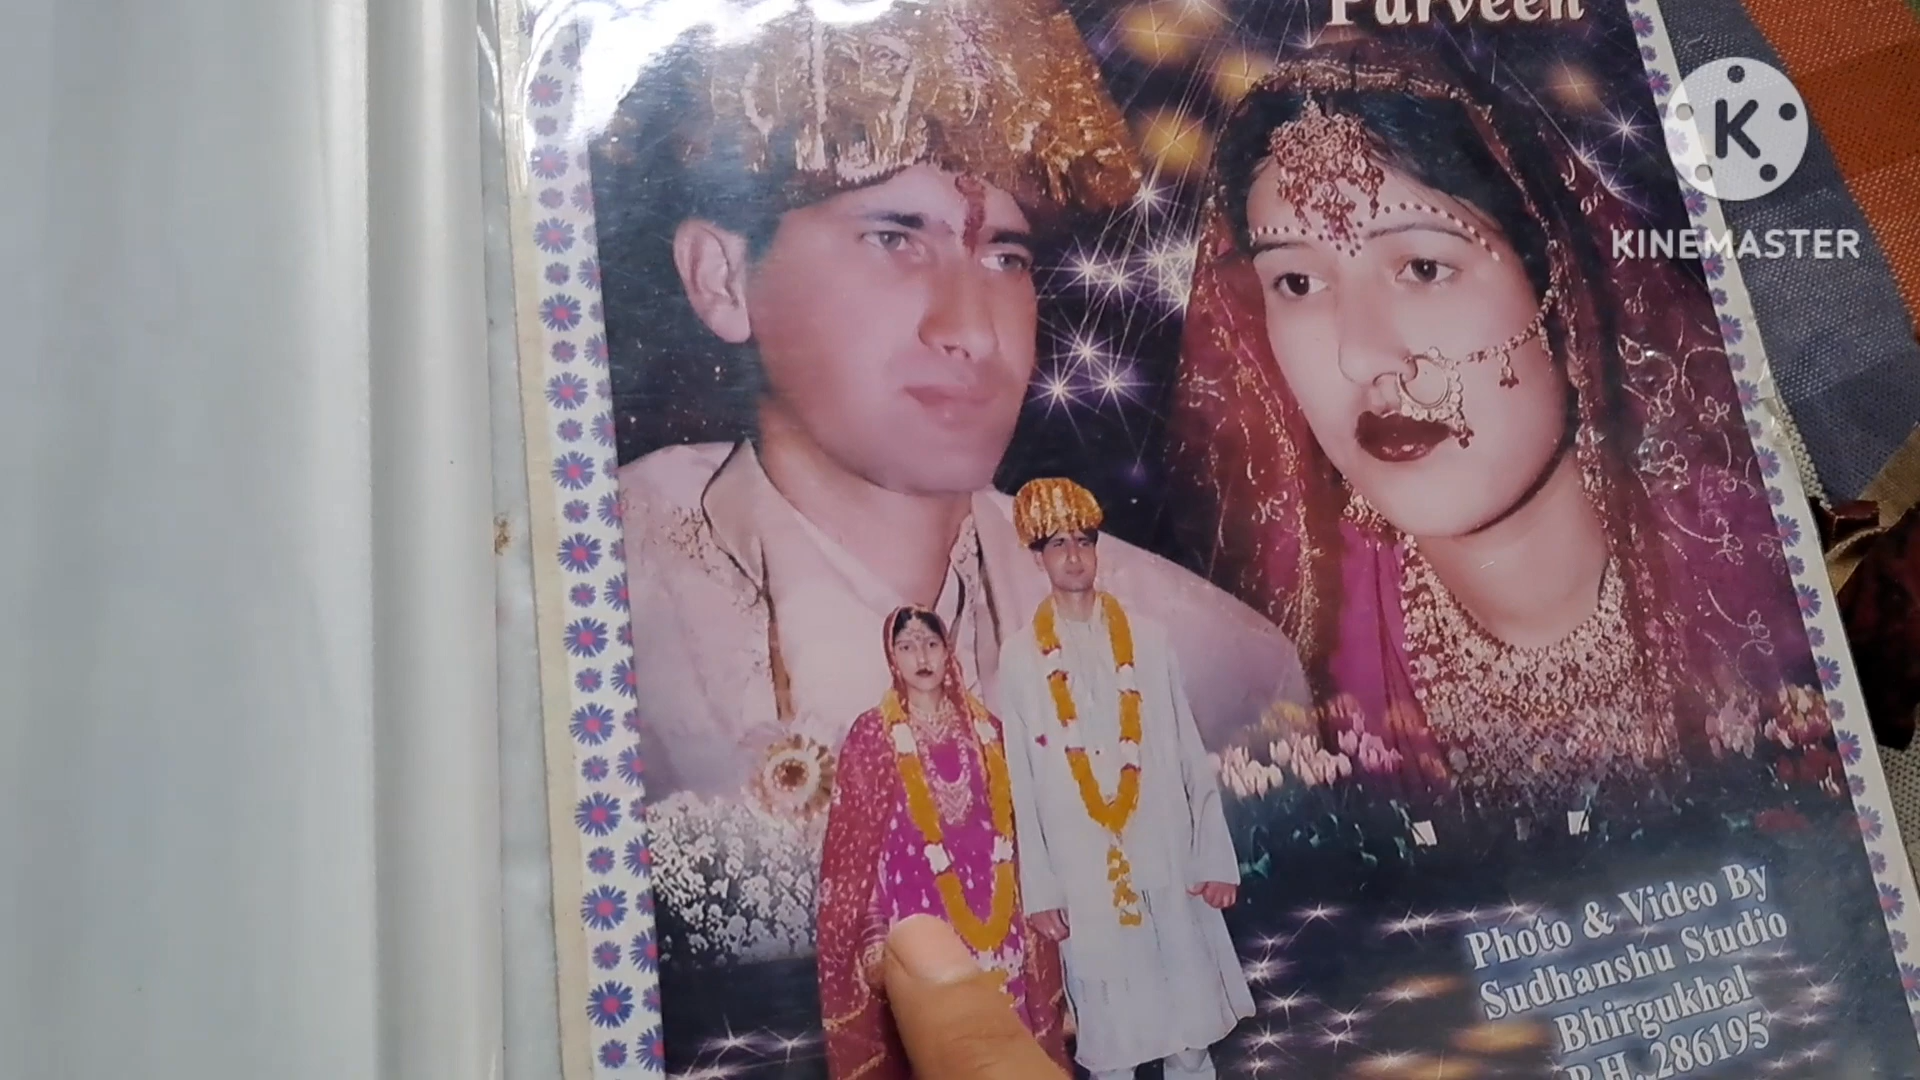 Parveen
K
KINEMASTER
Photo & Video By
Sudhanshu Studio
Bhirgukhal
P.H. 286195